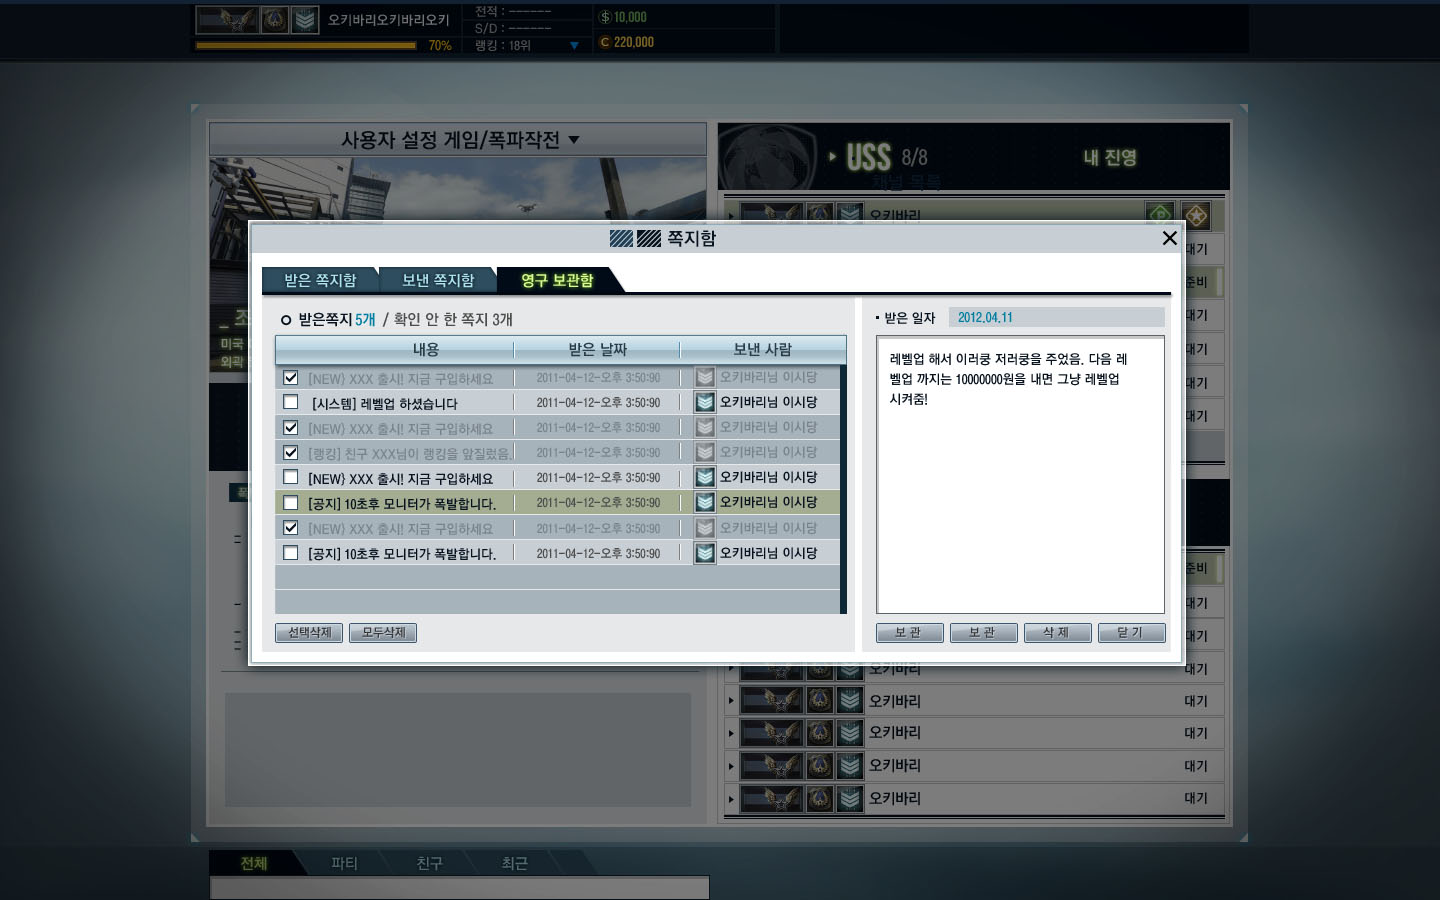 오키바리오키바리오키
전적 : ------
S/D : ------
랭킹 : 18위
70%
$ 10,000
C 220,000
사용자 설정 게임/폭파작전 ▼
USS 8/8
내 진영
채널 목록
오키바리
쪽지함
받은 쪽지함
보낸 쪽지함
영구 보관함
받은쪽지 5개 / 확인 안 한 쪽지 3개
내용 받은 날짜 보낸 사람
[NEW} XXX 출시! 지금 구입하세요 2011-04-12-오후 3:50:90 오키바리님 이시당
[시스템] 레벨업 하셨습니다 2011-04-12-오후 3:50:90 오키바리님 이시당
[NEW} XXX 출시! 지금 구입하세요 2011-04-12-오후 3:50:90 오키바리님 이시당
[랭킹] 친구 XXX님이 랭킹을 앞질렀음. 2011-04-12-오후 3:50:90 오키바리님 이시당
[NEW} XXX 출시! 지금 구입하세요 2011-04-12-오후 3:50:90 오키바리님 이시당
[공지] 10초후 모니터가 폭발합니다. 2011-04-12-오후 3:50:90 오키바리님 이시당
[NEW} XXX 출시! 지금 구입하세요 2011-04-12-오후 3:50:90 오키바리님 이시당
[공지] 10초후 모니터가 폭발합니다. 2011-04-12-오후 3:50:90 오키바리님 이시당
선택삭제
모두삭제
받은 일자 2012.04.11
레벨업 해서 이러쿵 저러쿵을 주었음. 다음 레
벨업 까지는 10000000원을 내면 그냥 레벨업
시켜줌!
보 관
보 관
삭 제
닫 기
미국
외곽
대기
준비
대기
대기
대기
대기
준비
대기
대기
오키바리 대기
오키바리 대기
오키바리 대기
오키바리 대기
오키바리 대기
전체
파티
친구
최근